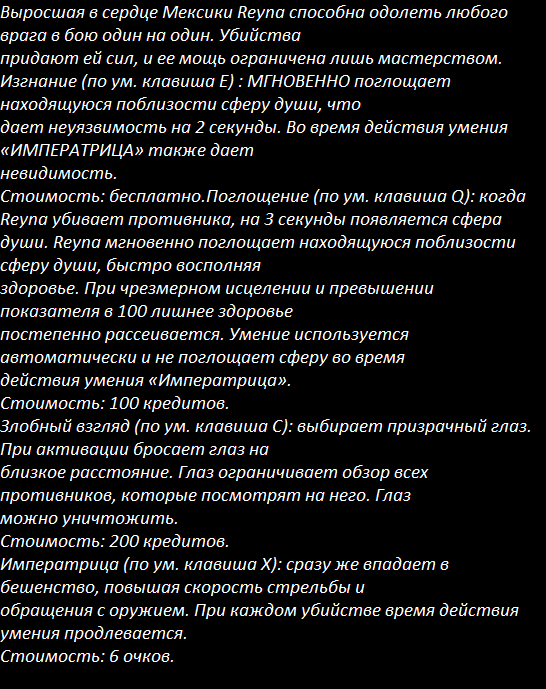 Выросшая в сердце Мексики Reyna способна одолеть любого
врага в бою один на один. Убийства
придают ей сил, и ее мощь ограничена лишь мастерством.
Изгнание (по ум. клавиша E) : МГНОВЕННО поглощает
находящуюся поблизости сферу души, что
дает неуязвимость на 2 секунды. Во время действия умения
«ИМПЕРАТРИЦА» также дает
невидимость.
Стоимость: бесплатно.Поглощение (по ум. клавиша Q): когда
Reyna убивает противника, на 3 секунды появляется сфера
души. Reyna мгновенно поглощает находящуюся поблизости
сферу души, быстро восполняя
здоровье. При чрезмерном исцелении и превышении
показателя в 100 лишнее здоровье
постепенно рассеивается. Умение используется
автоматически и не поглощает сферу во время
действия умения «Императрица».
Стоимость: 100 кредитов.
Злобный взгляд (по ум. клавиша C): выбирает призрачный глаз.
При активации бросает глаз на
близкое расстояние. Глаз ограничивает обзор всех
противников, которые посмотрят на него. Глаз
можно уничтожить.
Стоимость: 200 кредитов.
Императрица (по ум. клавиша X): сразу же впадает в
бешенство, повышая скорость стрельбы и
обращения с оружием. При каждом убийстве время действия
умения продлевается.
Стоимость: 6 очков.